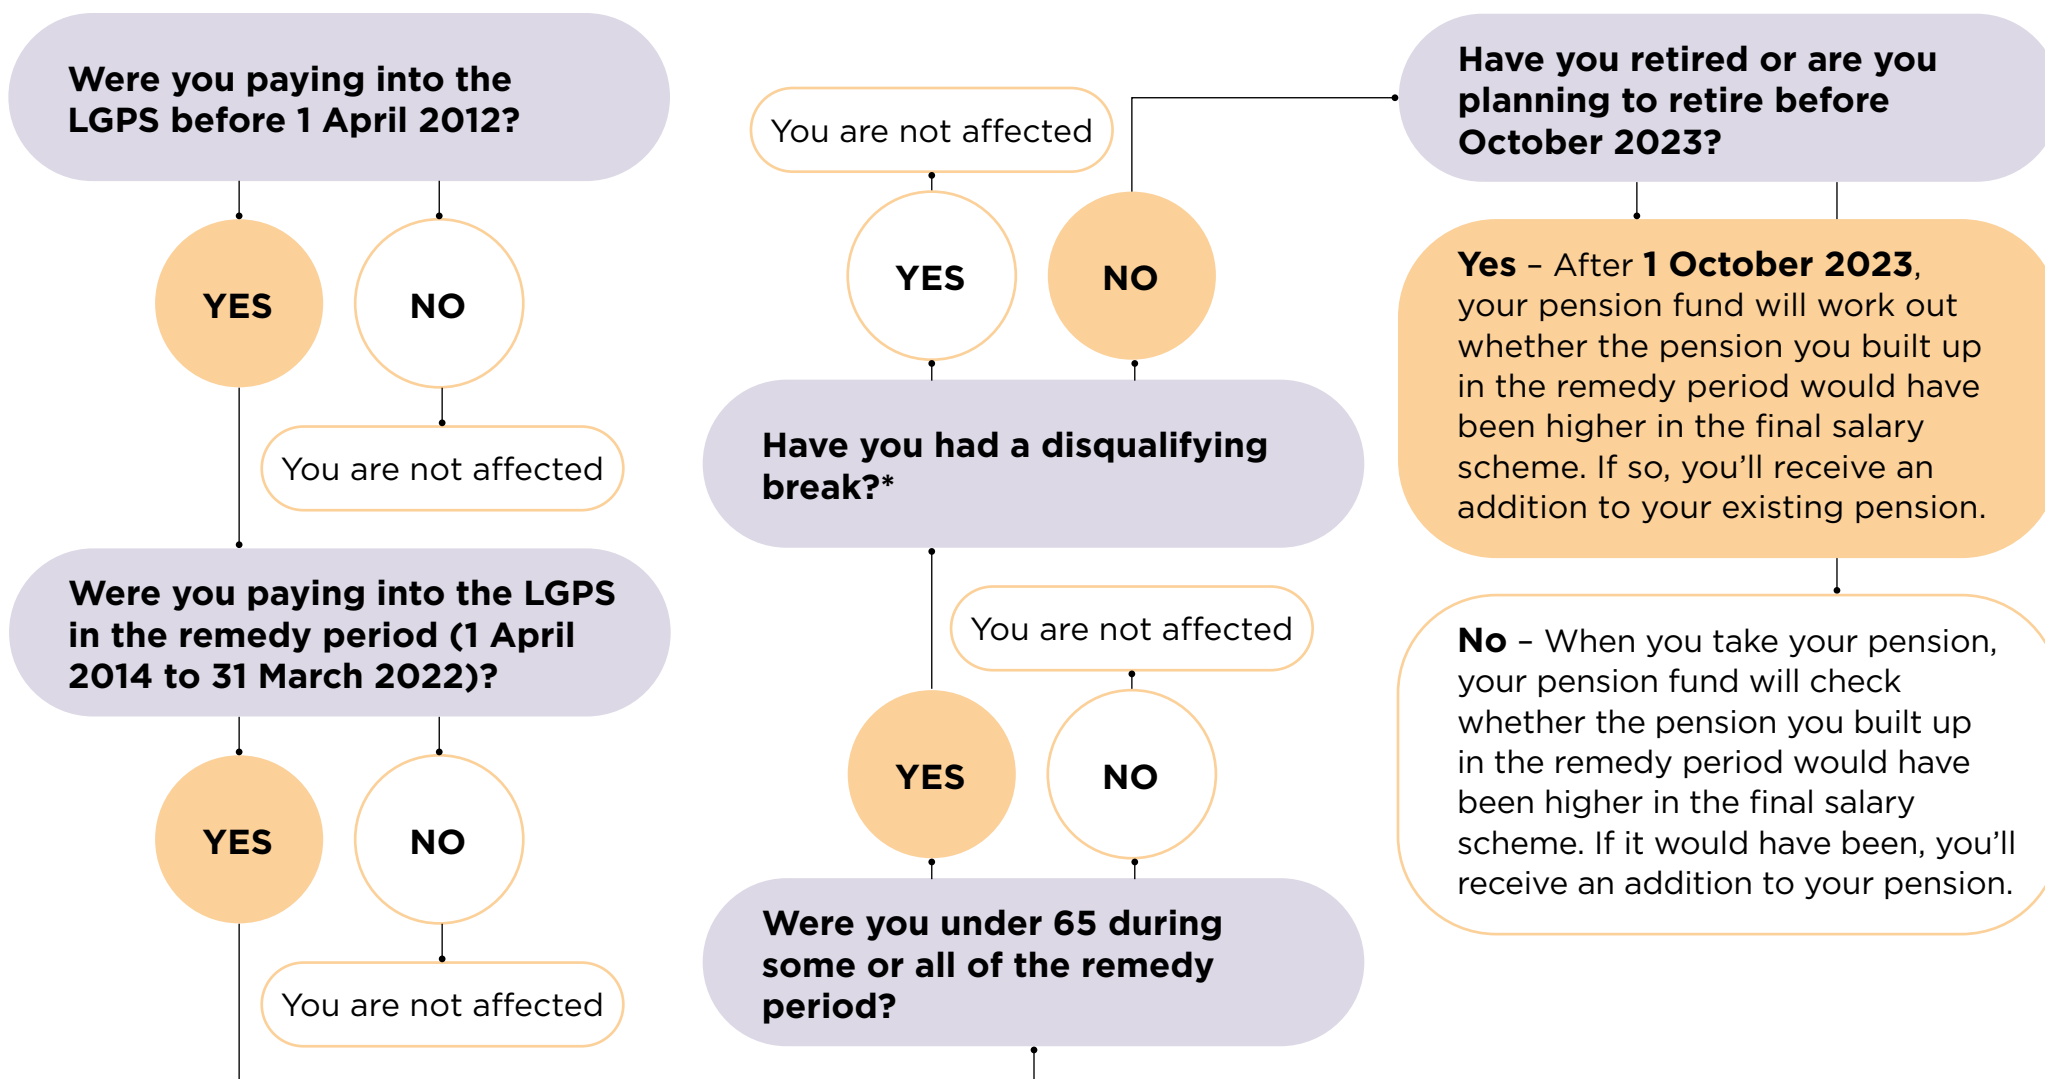 Were you paying into the
LGPS before 1 April 2012?
YES
NO
You are not affected
Were you paying into the LGPS
in the remedy period (1 April
2014 to 31 March 2022)?
YES
NO
You are not affected
You are not affected
YES
NO
Have you had a disqualifying
break?*
You are not affected
YES
NO
Were you under 65 during
some or all of the remedy
period?
Have you retired or are you
planning to retire before
October 2023?
Yes – After 1 October 2023,
your pension fund will work out
whether the pension you built up
in the remedy period would have
been higher in the final salary
scheme. If so, you’ll receive an
addition to your existing pension.
No – When you take your pension,
your pension fund will check
whether the pension you built up
in the remedy period would have
been higher in the final salary
scheme. If it would have been, you’ll
receive an addition to your pension.